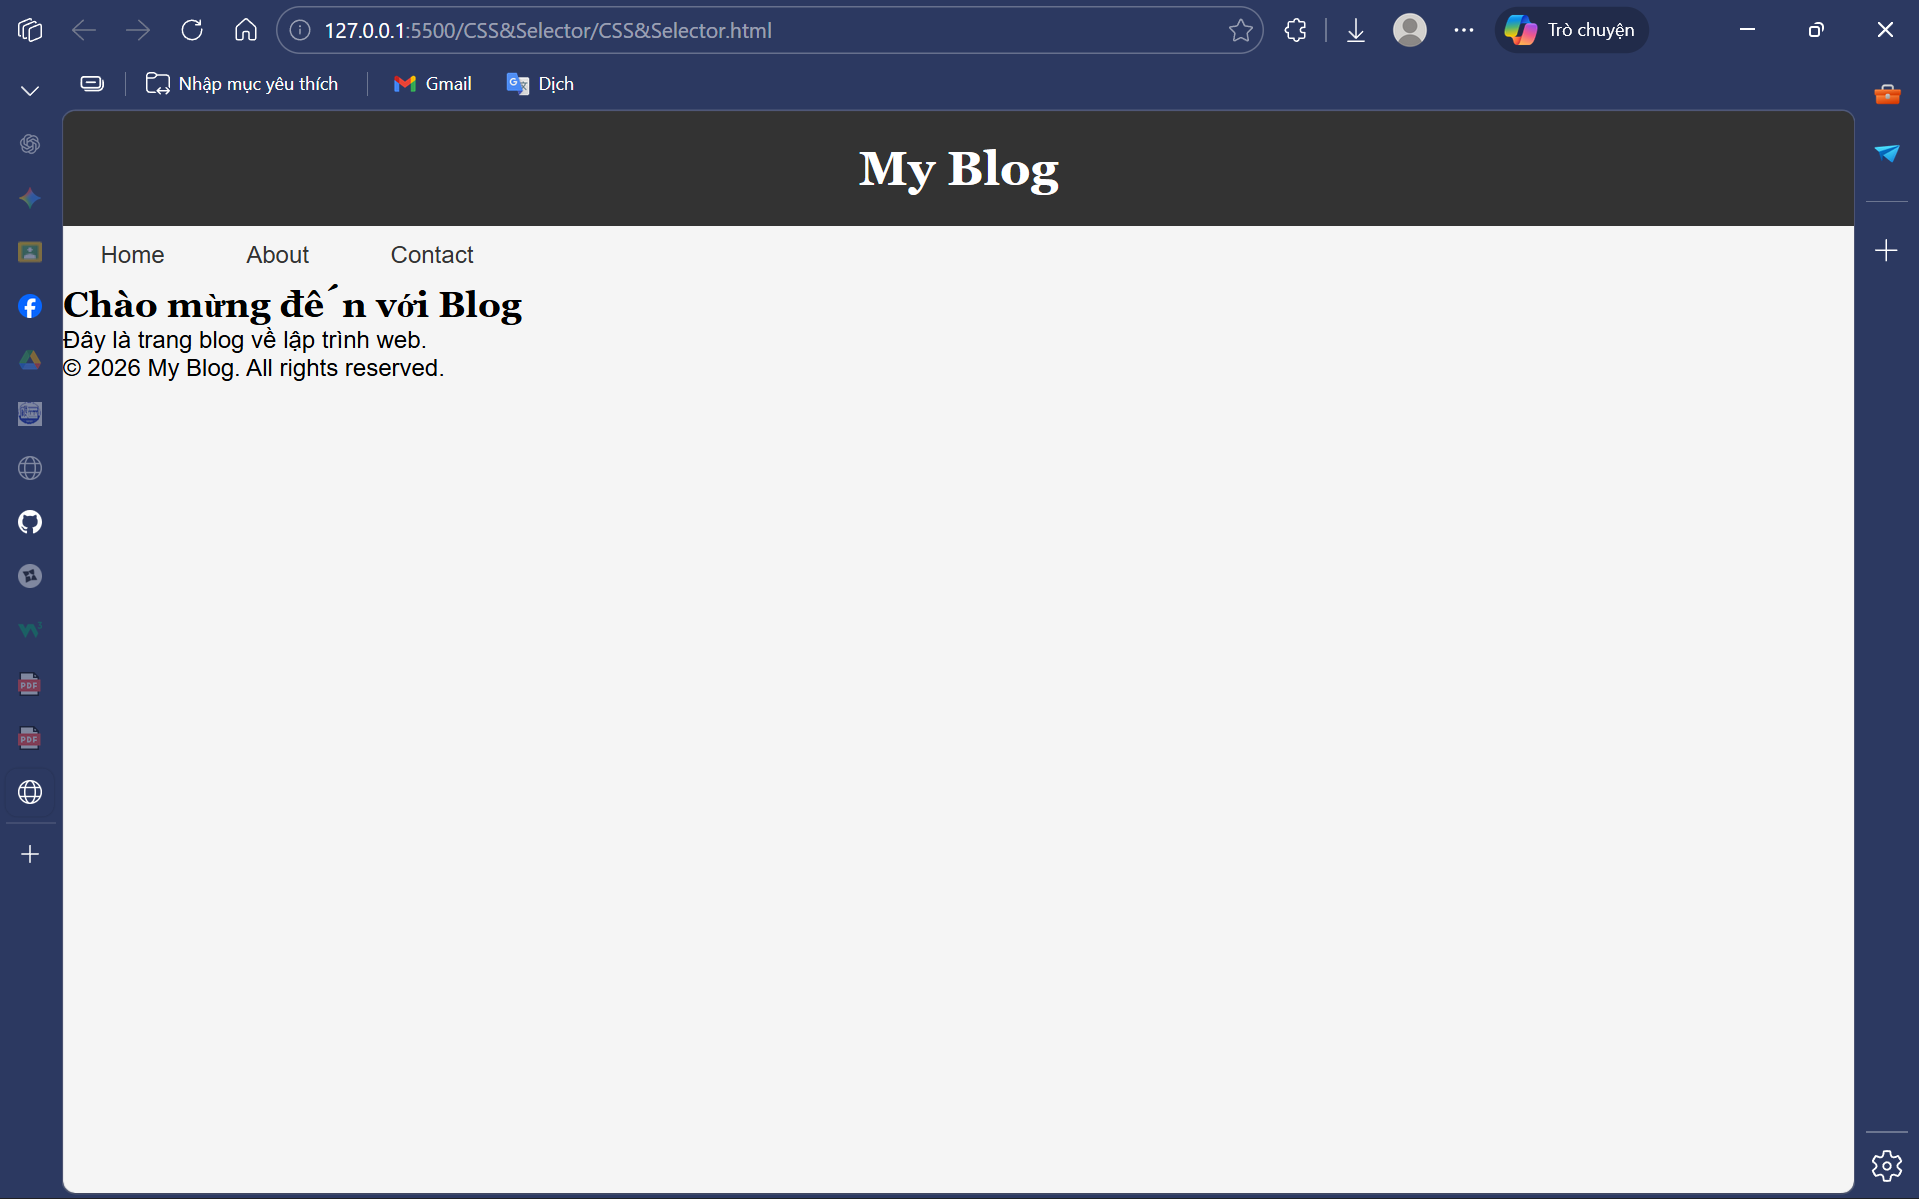 127.0.0.1:5500/CSS&Selector/CSS&Selector.html
Trò chuyện
Nhập mục yêu thích
Gmail
Dịch
My Blog
Home About Contact
Chào mừng đến với Blog
Đây là trang blog về lập trình web.
© 2026 My Blog. All rights reserved.
PDF
PDF